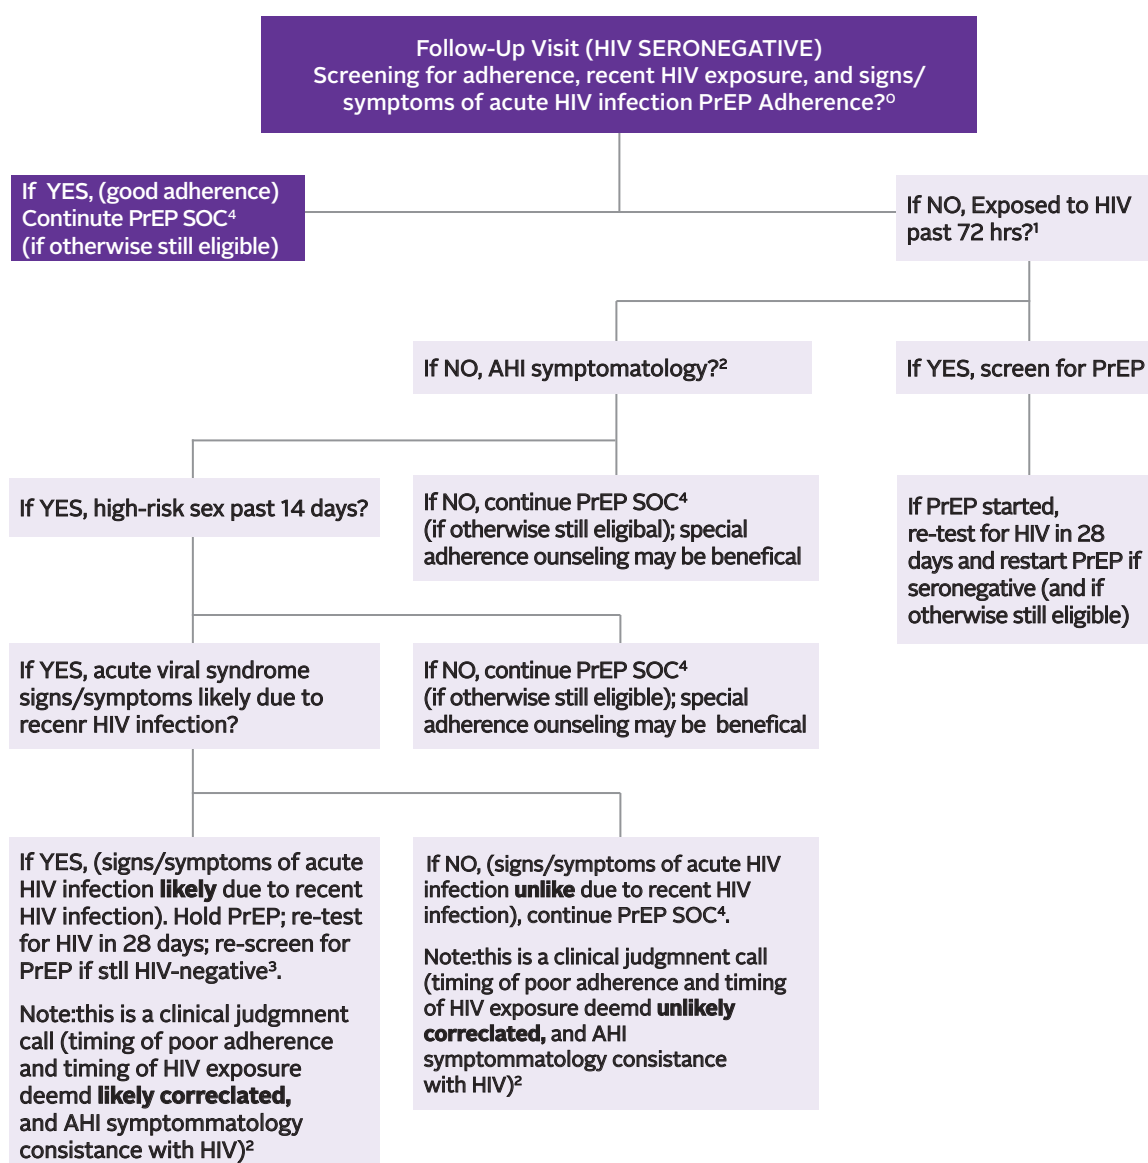 Follow-Up Visit (HIV SERONEGATIVE)
Screening for adherence, recent HIV exposure, and signs/
symptoms of acute HIV infection PrEP Adherence?⁰
If YES, (good adherence)
Continute PrEP SOC⁴
(if otherwise still eligible)
If NO, Exposed to HIV
past 72 hrs?¹
If NO, AHI symptomatology?²
If YES, screen for PrEP
If YES, high-risk sex past 14 days?
If NO, continue PrEP SOC⁴
(if otherwise still eligibal); special
adherence ounseling may be benefical
If PrEP started,
re-test for HIV in 28
days and restart PrEP if
seronegative (and if
otherwise still eligible)
If YES, acute viral syndrome
signs/symptoms likely due to
recenr HIV infection?
If NO, continue PrEP SOC⁴
(if otherwise still eligible); special
adherence ounseling may be benefical
If YES, (signs/symptoms of acute
HIV infection likely due to recent
HIV infection). Hold PrEP; re-test
for HIV in 28 days; re-screen for
PrEP if stll HIV-negative³.
Note:this is a clinical judgmnent
call (timing of poor adherence
and timing of HIV exposure
deemd likely correclated,
and AHI symptommatology
consistance with HIV)²
If NO, (signs/symptoms of acute HIV
infection unlike due to recent HIV
infection), continue PrEP SOC⁴.
Note:this is a clinical judgmnent call
(timing of poor adherence and timing
of HIV exposure deemd unlikely
correclated, and AHI
symptommatology consistance
with HIV)²